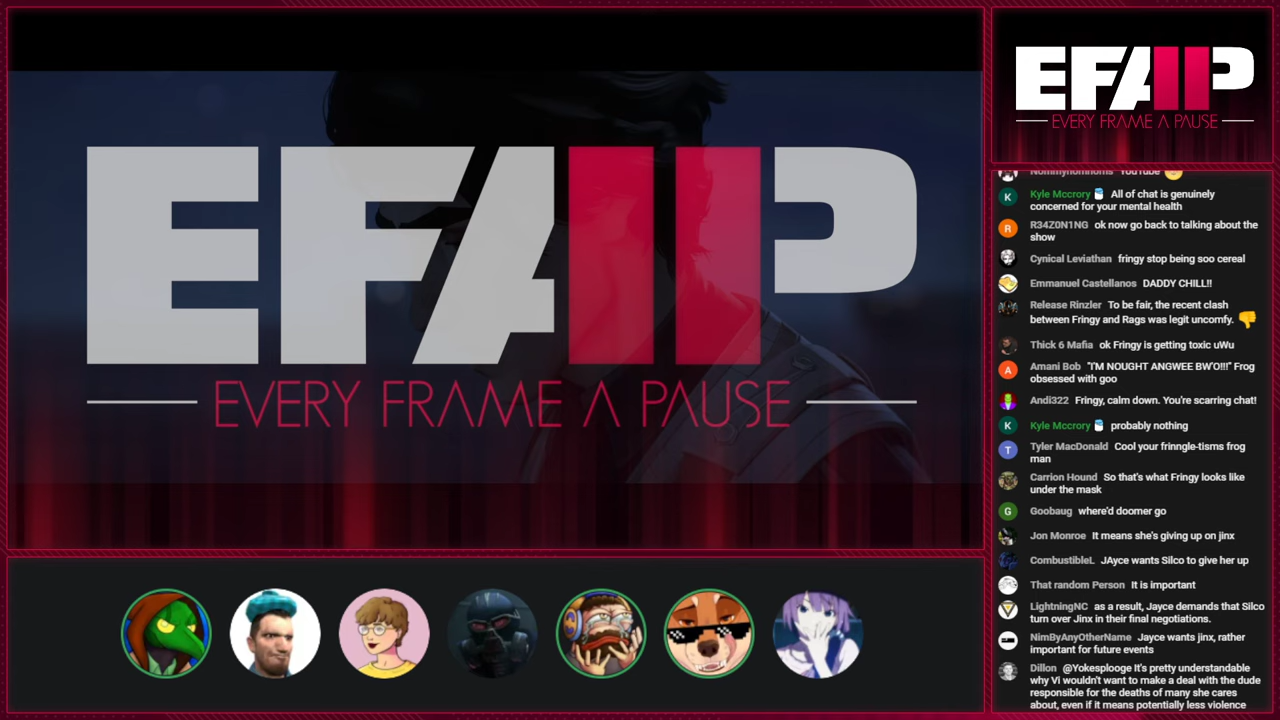 EFAP
EVERY FRAME A PAUSE
EFAP
EVERY FRAME A PAUSE
Nommynomnoms YouTube
K
Kyle Mccrory All of chat is genuinely
concerned for your mental health
R
R34Z0N1NG ok now go back to talking about the
show
Cynical Leviathan fringy stop being soo cereal
Emmanuel Castellanos DADDY CHILL!!
Release Rinzler To be fair, the recent clash
between Fringy and Rags was legit uncomfy. 👎
Thick 6 Mafia ok Fringy is getting toxic uWu
A
Amani Bob "I'M NOUGHT ANGWEE BW'O!!!" Frog
obsessed with goo
Andi322 Fringy, calm down. You're scarring chat!
K
Kyle Mccrory probably nothing
T
Tyler MacDonald Cool your frinngle-tisms frog
man
Carrion Hound So that's what Fringy looks like
under the mask
G
Goobaug where'd doomer go
Jon Monroe It means she's giving up on jinx
CombustibleL JAyce wants Silco to give her up
That random Person It is important
LightningNC as a result, Jayce demands that Silco
turn over Jinx in their final negotiations.
NimByAnyOtherName Jayce wants jinx, rather
important for future events
Dillon @Yokesplooge It's pretty understandable
why Vi wouldn't want to make a deal with the dude
responsible for the deaths of many she cares
about, even if it means potentially less violence